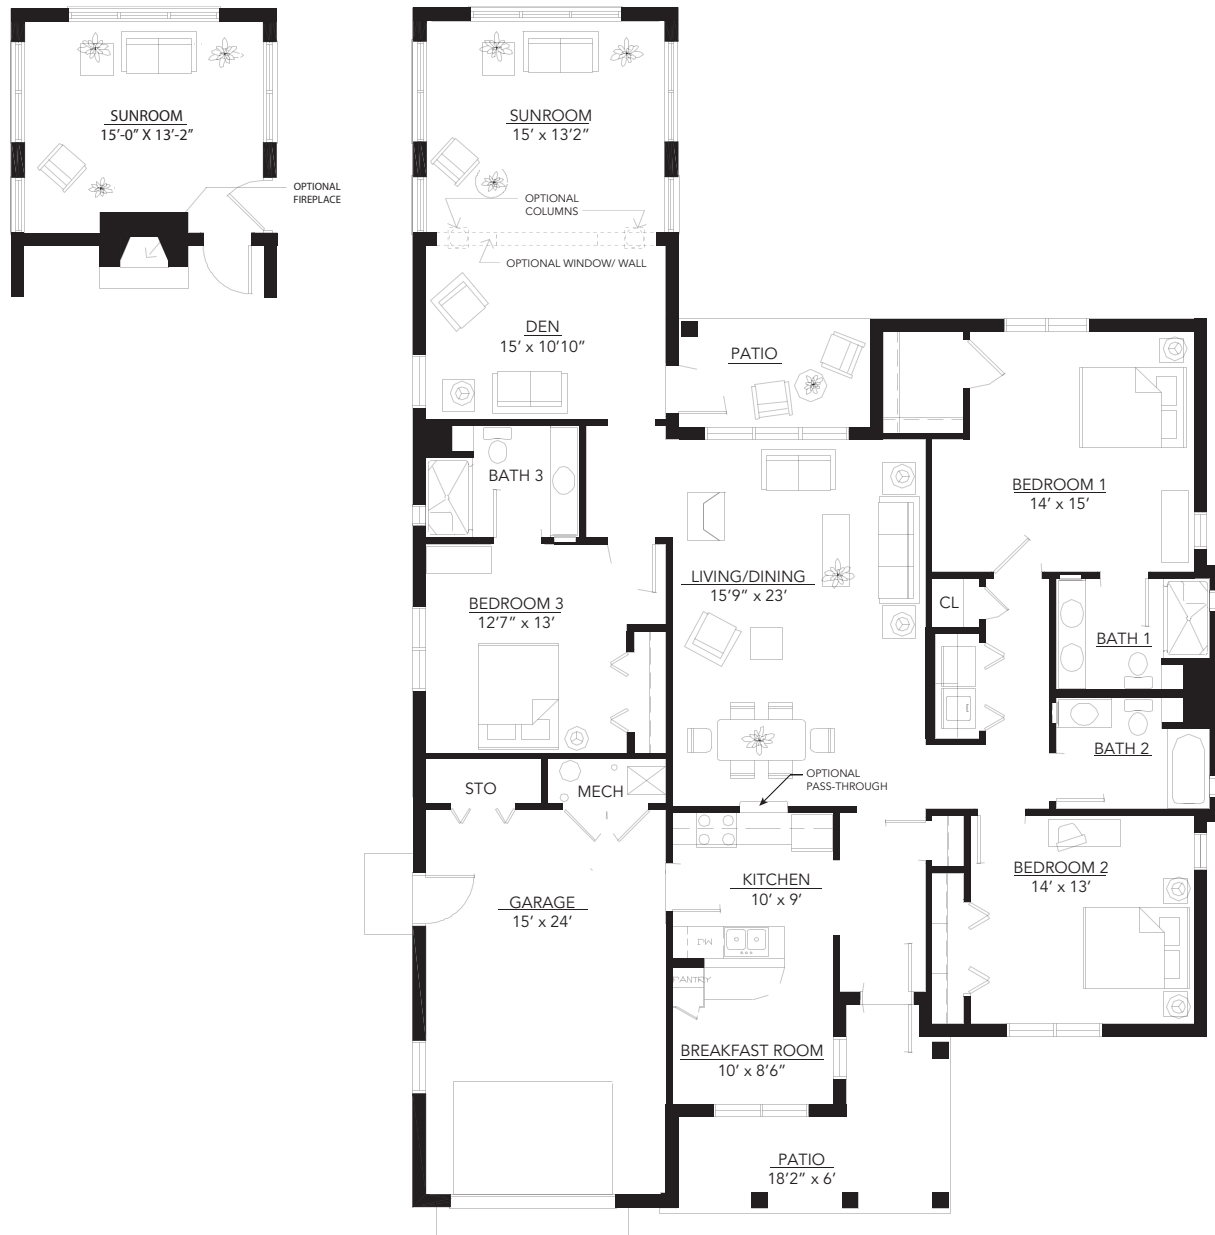 SUNROOM
15'-0" X 13'-2"
OPTIONAL
FIREPLACE
SUNROOM
15' x 13'2"
OPTIONAL
COLUMNS
OPTIONAL WINDOW/ WALL
DEN
15' x 10'10"
PATIO
BATH 3
BEDROOM 1
14' x 15'
LIVING/DINING
15'9" x 23'
BEDROOM 3
12'7" x 13'
CL
BATH 1
BATH 2
OPTIONAL
PASS-THROUGH
STO
MECH
KITCHEN
10' x 9'
BEDROOM 2
14' x 13'
GARAGE
15' x 24'
PANTRY
BREAKFAST ROOM
10' x 8'6"
PATIO
18'2" x 6'